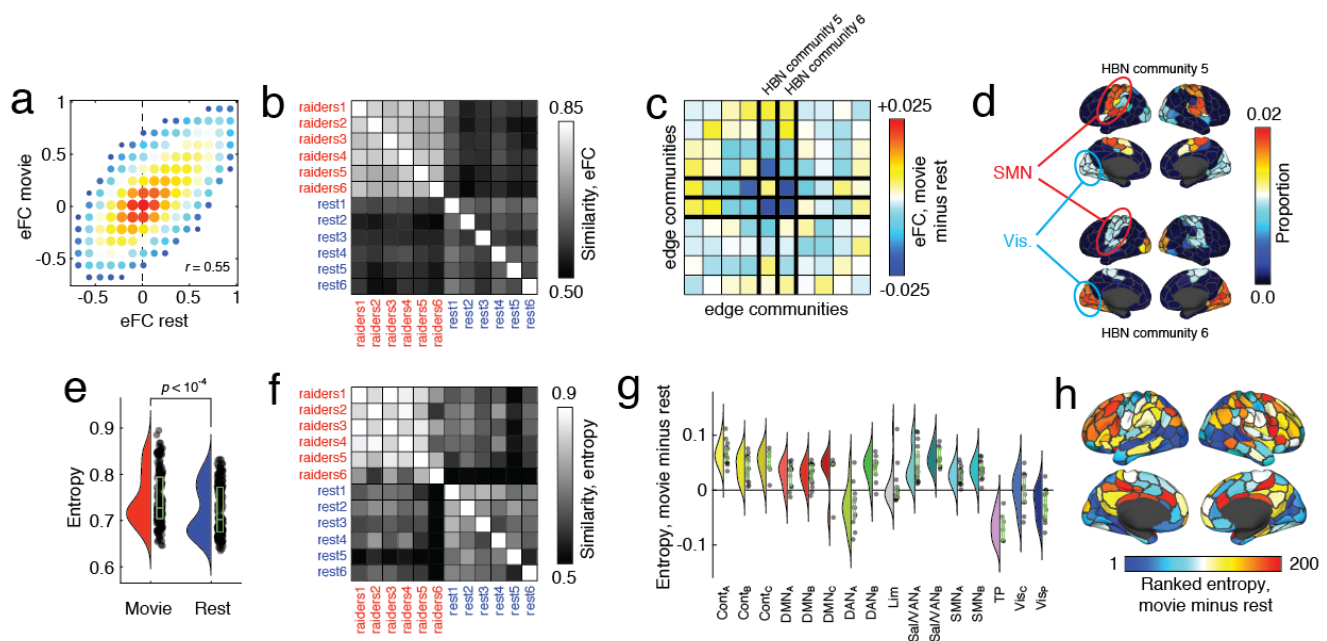 a
1
0.5
0
-0.5
eFC movie
-0.5
0
0.5
1
eFC rest
r = 0.55
b
raiders1
raiders2
raiders3
raiders4
raiders5
raiders6
rest1
rest2
rest3
rest4
rest5
rest6
raiders1
raiders2
raiders3
raiders4
raiders5
raiders6
rest1
rest2
rest3
rest4
rest5
rest6
0.85
Similarity, eFC
0.50
c
HBN community 5
HBN community 6
edge communities
edge communities
+0.025
eFC, movie
minus rest
-0.025
d
HBN community 5
SMN
Vis.
HBN community 6
0.02
Proportion
0.0
e
p < 10-4
0.9
0.8
0.7
0.6
Entropy
Movie
Rest
f
raiders1
raiders2
raiders3
raiders4
raiders5
raiders6
rest1
rest2
rest3
rest4
rest5
rest6
raiders1
raiders2
raiders3
raiders4
raiders5
raiders6
rest1
rest2
rest3
rest4
rest5
rest6
0.9
Similarity, entropy
0.5
g
Entropy, movie minus rest
0.1
0
-0.1
ContA
ContB
ContC
DMNA
DMNB
DMNC
DANA
DANB
Lim
Sal/VANA
Sal/VANB
SMNA
SMNB
TP
VisC
VisP
h
1
200
Ranked entropy,
movie minus rest